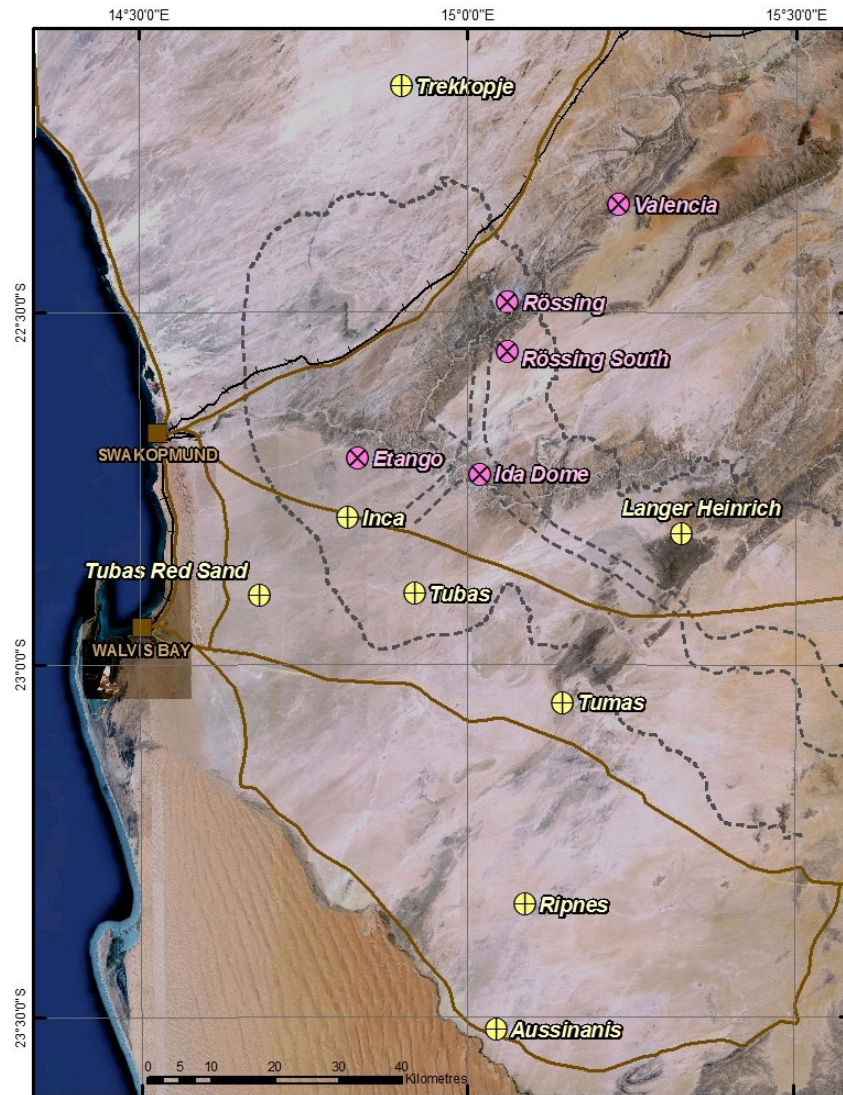 14°30'0"E
15°0'0"E
15°30'0"E
Trekkopje
Valencia
Rössing
22°30'0"S
Rössing South
SWAKOPMUND
Etango
Ida Dome
Langer Heinrich
Inca
Tubas Red Sand
Tubas
WALVIS BAY
23°0'0"S
Tumas
Ripnes
23°30'0"S
Aussinanis
0 5 10 20 30 40
Kilometres